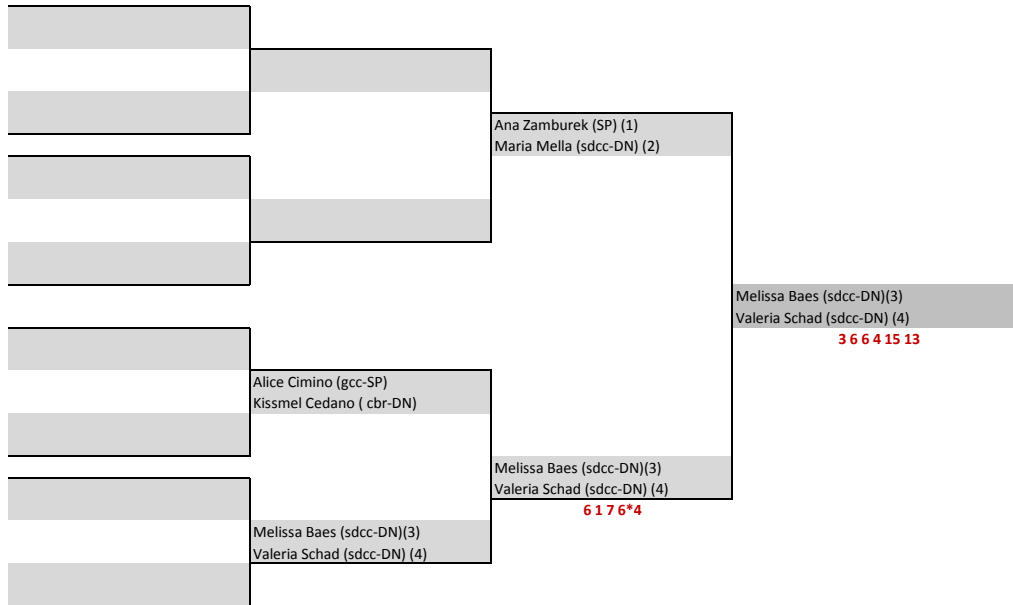 Ana Zamburek (SP) (1)
Maria Mella (sdcc-DN) (2)
Melissa Baes (sdcc-DN)(3)
Valeria Schad (sdcc-DN) (4)
3 6 6 4 15 13
Alice Cimino (gcc-SP)
Kissmel Cedano ( cbr-DN)
Melissa Baes (sdcc-DN)(3)
Valeria Schad (sdcc-DN) (4)
6 1 7 6*4
Melissa Baes (sdcc-DN)(3)
Valeria Schad (sdcc-DN) (4)